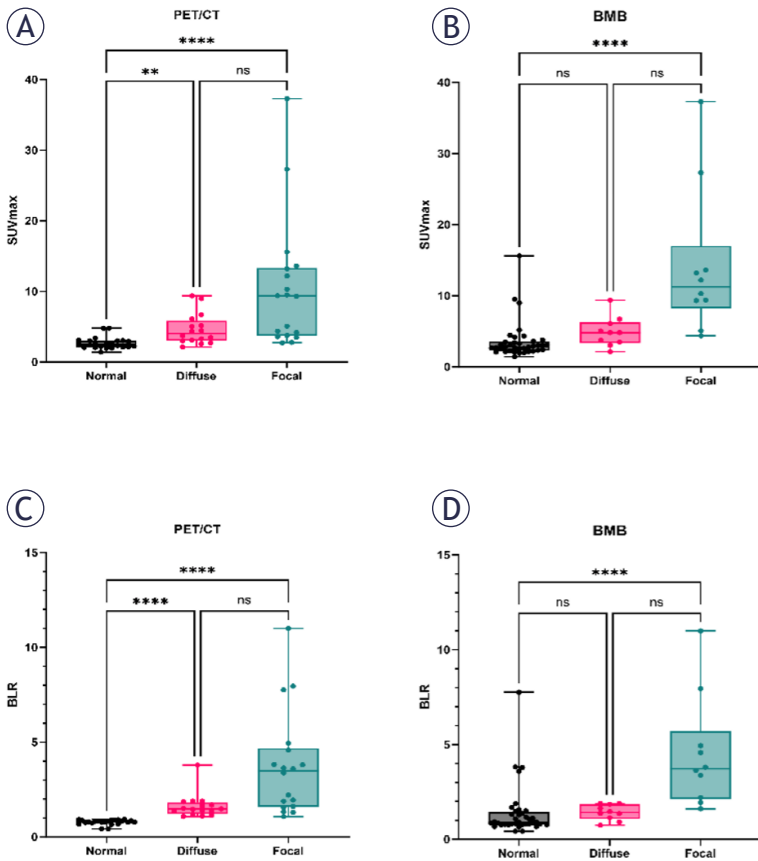 A
PET/CT
****
**
ns
SUVmax
40
30
20
10
0
Normal
Diffuse
Focal
B
BMB
****
ns
ns
SUVmax
40
30
20
10
0
Normal
Diffuse
Focal
C
PET/CT
****
****
ns
BLR
15
10
5
0
Normal
Diffuse
Focal
D
BMB
****
ns
ns
BLR
15
10
5
0
Normal
Diffuse
Focal